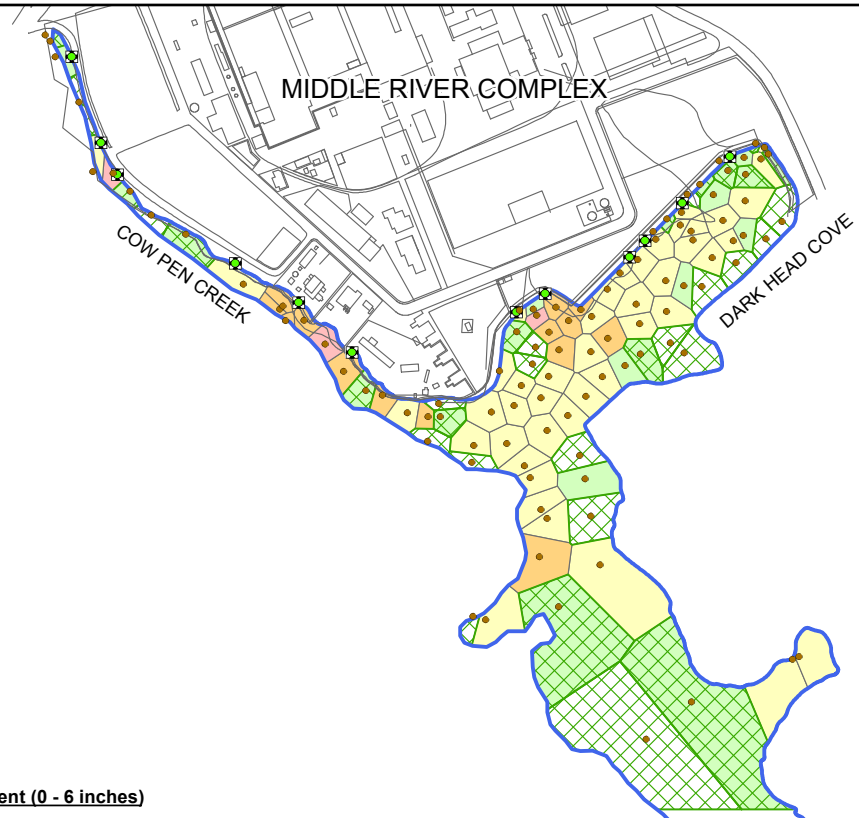 MIDDLE RIVER COMPLEX
COW PEN CREEK
DARK HEAD COVE
ent (0 - 6 inches)